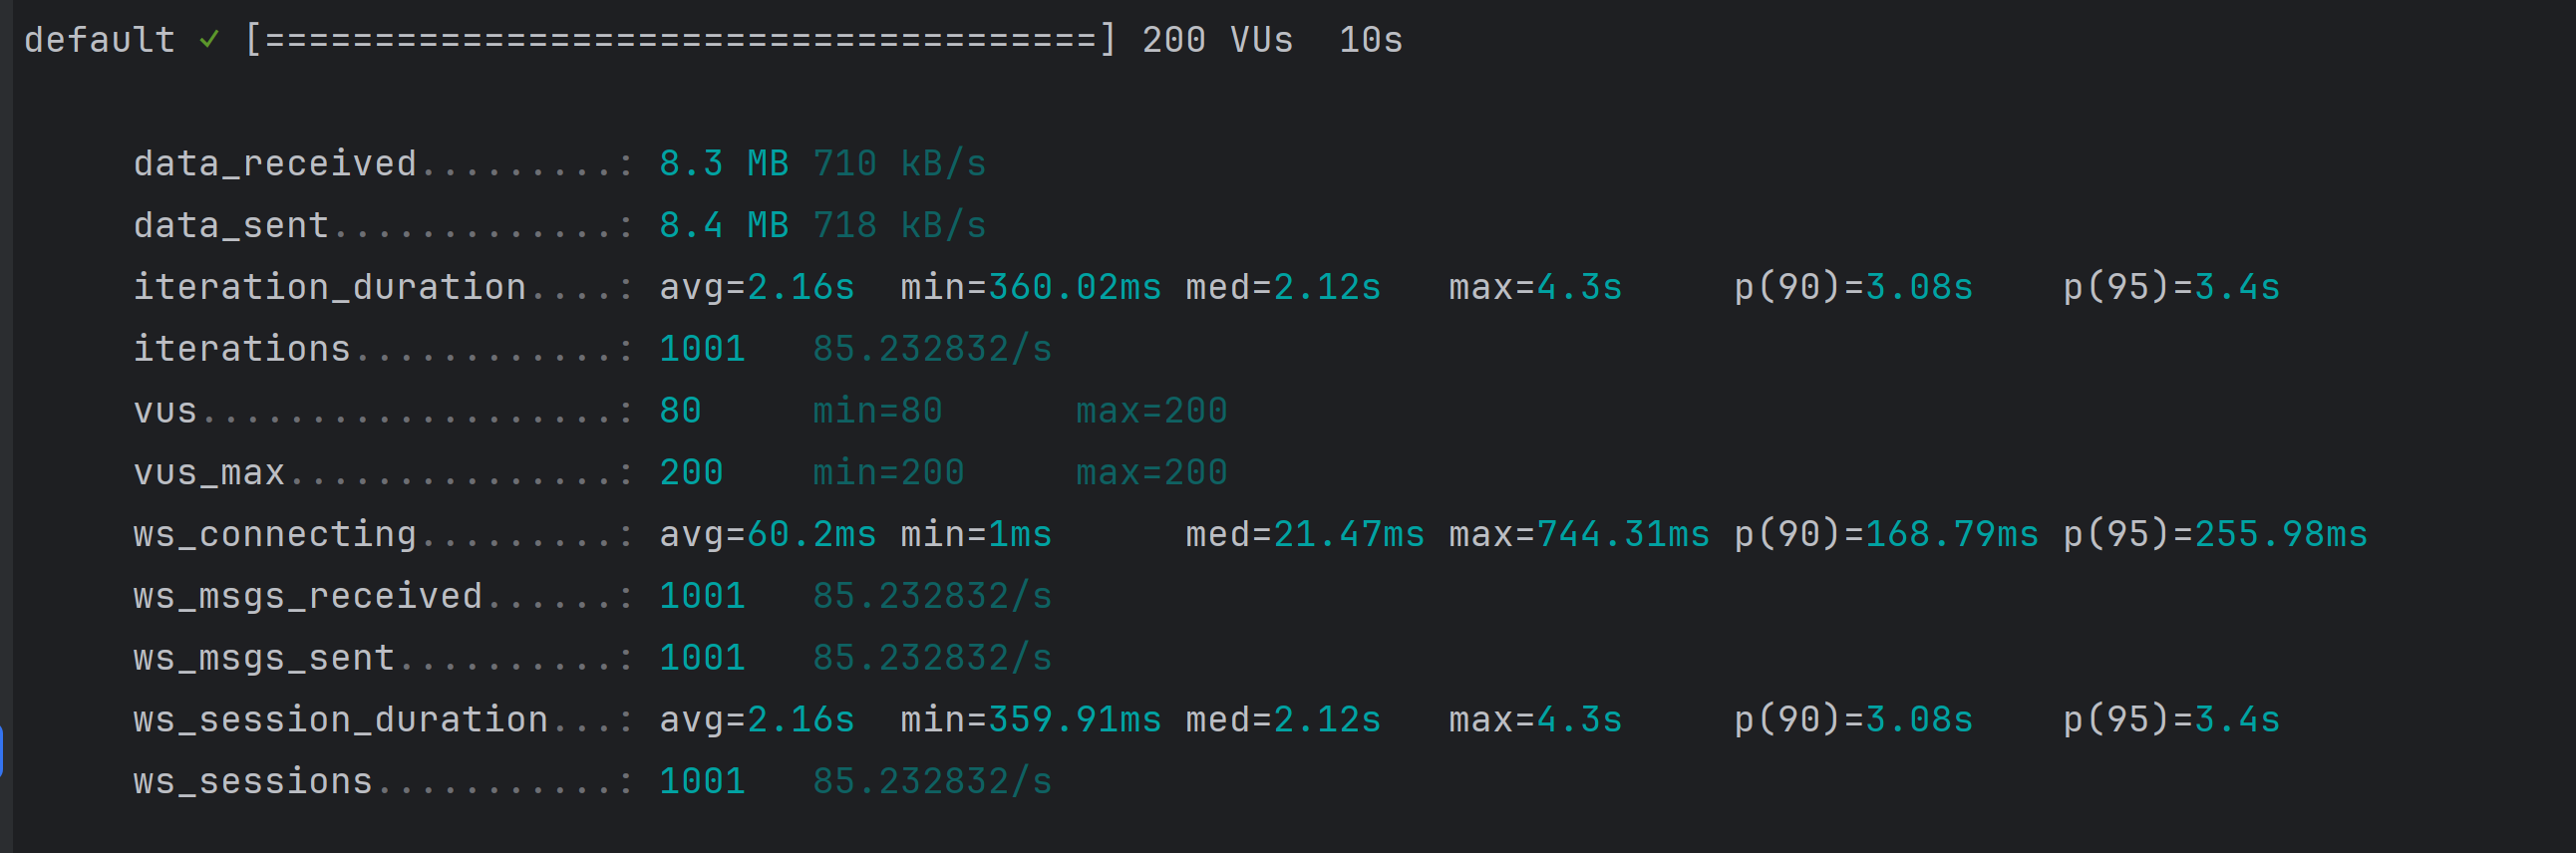 default ✓ [======================================] 200 VUs  10s
data_received..........: 8.3 MB 710 kB/s
data_sent..............: 8.4 MB 718 kB/s
iteration_duration.....: avg=2.16s  min=360.02ms med=2.12s   max=4.3s     p(90)=3.08s    p(95)=3.4s
iterations.............: 1001   85.232832/s
vus....................: 80     min=80      max=200
vus_max................: 200    min=200     max=200
ws_connecting..........: avg=60.2ms min=1ms      med=21.47ms max=744.31ms p(90)=168.79ms p(95)=255.98ms
ws_msgs_received.......: 1001   85.232832/s
ws_msgs_sent...........: 1001   85.232832/s
ws_session_duration....: avg=2.16s  min=359.91ms med=2.12s   max=4.3s     p(90)=3.08s    p(95)=3.4s
ws_sessions............: 1001   85.232832/s